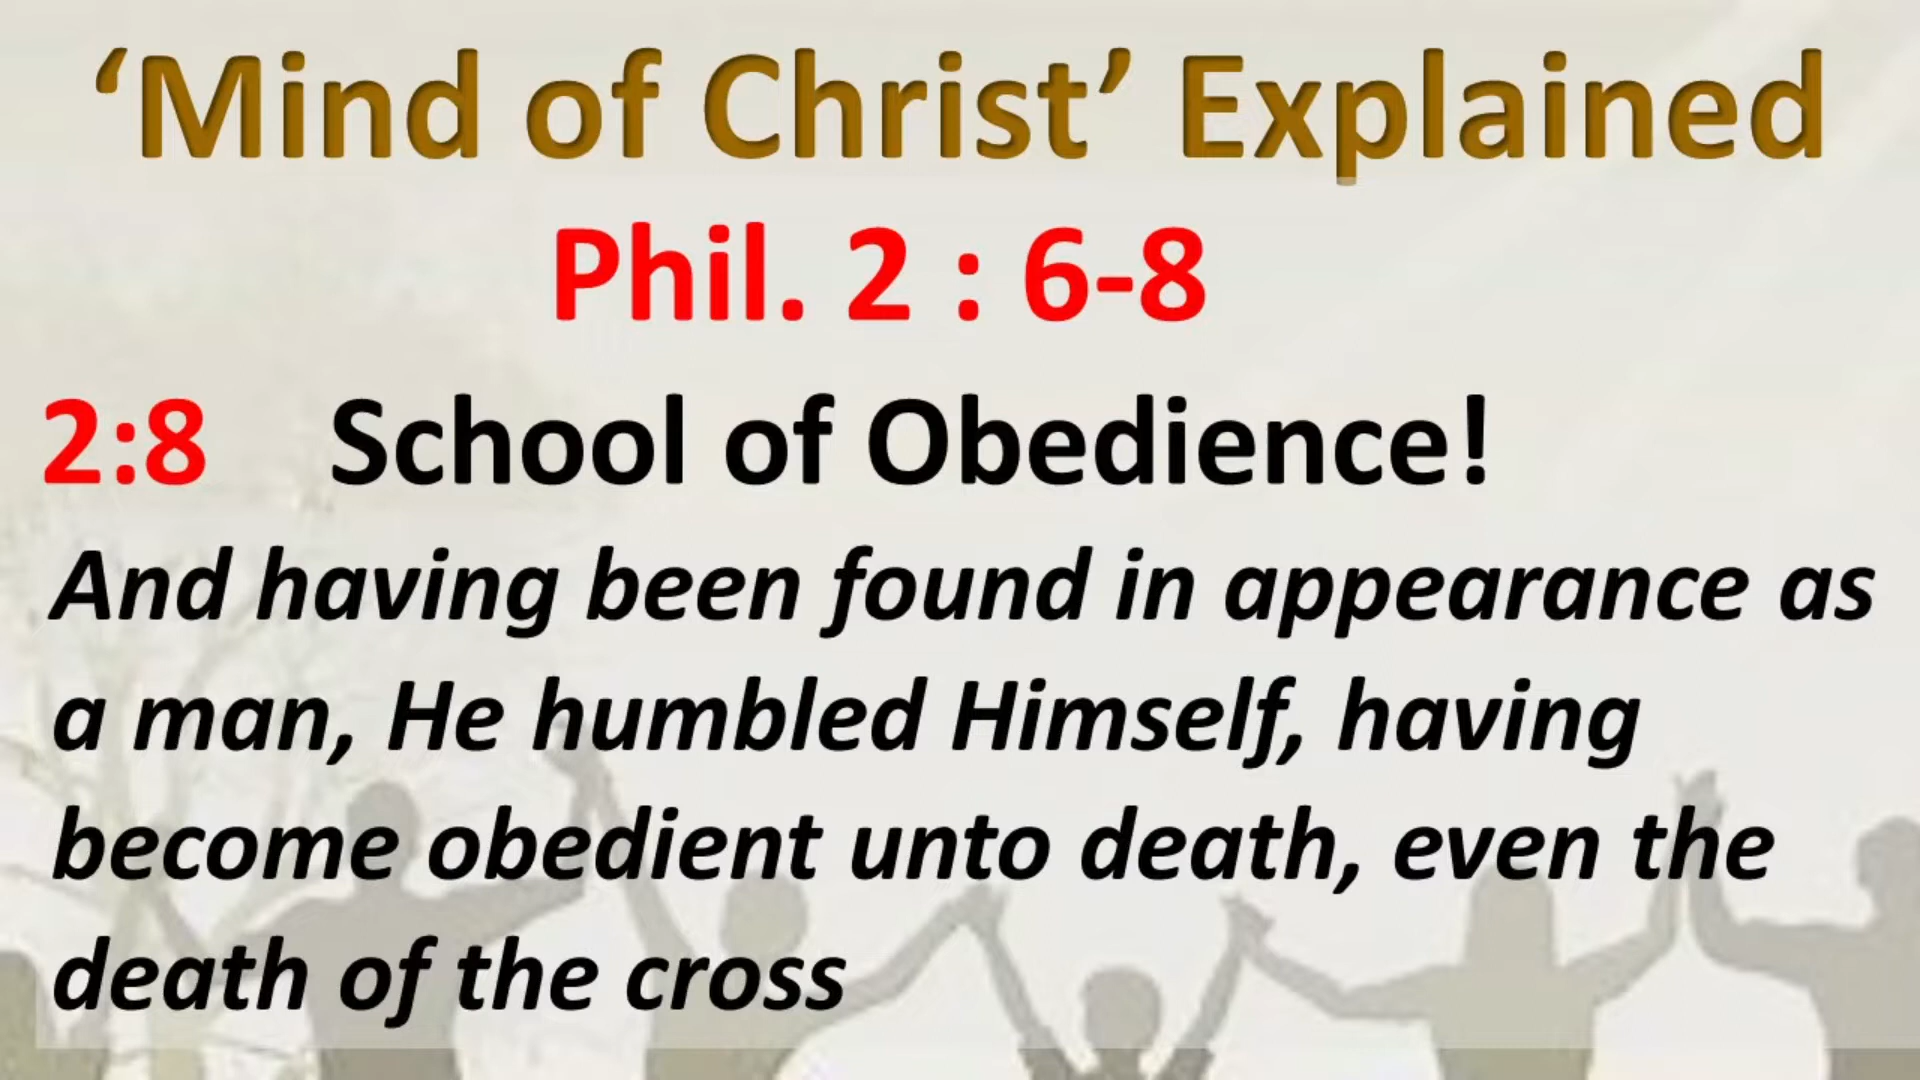 ‘Mind of Christ’ Explained
Phil. 2 : 6-8
2:8 School of Obedience!
And having been found in appearance as
a man, He humbled Himself, having
become obedient unto death, even the
death of the cross